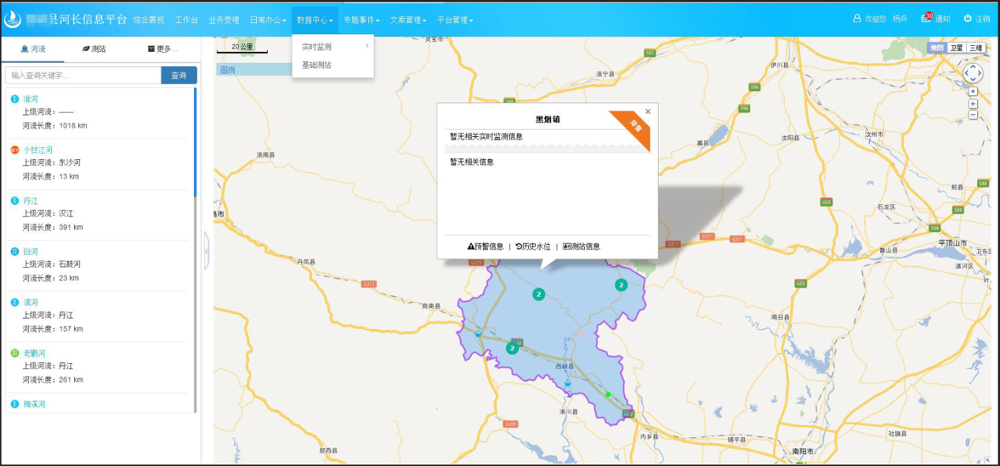 县河长信息平台 综合展视 工作台 业务受理 日常办公 数据中心 专题事件 文案管理 平台管理 欢迎您 杨兵 30 通知 注销
河流 测站 更多...
输入查询关键字... 查询
淮河
上级河流：——
河流长度：1018 km
小甘江河
上级河流：东沙河
河流长度：13 km
I 丹江
上级河流：汉江
河流长度：391 km
II 白河
上级河流：石鼓河
河流长度：23 km
I 淇河
上级河流：丹江
河流长度：157 km
III 老鹳河
上级河流：丹江
河流长度：261 km
I 梅溪河
实时监测
基础测站
20 公里
图例
地图 卫星 三维
灵宝市
洛宁县
S85
伊川县
S96
S96
嵩县
汝阳县
汝州市
洛南县
郏县
S88
G55
石龙区
S88
S88
洛市
G311
G311
G311
鲁山县
平顶山市
卫东区
湛河区
叶
丹凤县
G312
G209
G55
商南县
南召县
西峡县
淅川县
G209
内乡县
镇平县
社旗县
南阳市
郧西县
黑烟镇
异常
暂无相关实时监测信息
暂无相关信息
预警信息 | 历史水位 | 测站信息
2
2
2